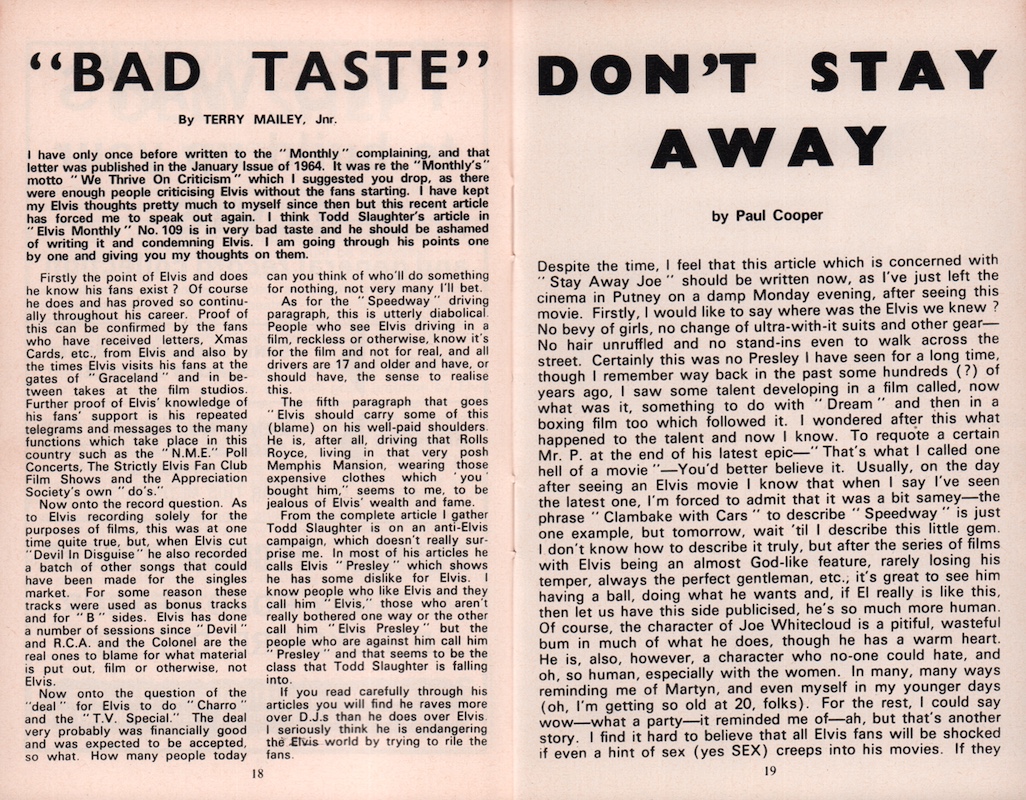 “BAD TASTE”
By TERRY MAILEY, Jnr.
I have only once before written to the “Monthly” complaining, and that
letter was published in the January Issue of 1964. It was re the “Monthly's”
motto “We Thrive On Criticism” which I suggested you drop, as there
were enough people criticising Elvis without the fans starting. I have kept
my Elvis thoughts pretty much to myself since then but this recent article
has forced me to speak out again. I think Todd Slaughter's article in
“Elvis Monthly” No. 109 is in very bad taste and he should be ashamed
of writing it and condemning Elvis. I am going through his points one
by one and giving you my thoughts on them.
Firstly the point of Elvis and does
he know his fans exist? Of course
he does and has proved so continu-
ally throughout his career. Proof of
this can be confirmed by the fans
who have received letters, Xmas
Cards, etc., from Elvis and also by
the times Elvis visits his fans at the
gates of “Graceland” and in be-
tween takes at the film studios.
Further proof of Elvis' knowledge of
his fans' support is his repeated
telegrams and messages to the many
functions which take place in this
country such as the “N.M.E.” Poll
Concerts, The Strictly Elvis Fan Club
Film Shows and the Appreciation
Society's own “do's.”
Now onto the record question. As
to Elvis recording solely for the
purposes of films, this was at one
time quite true, but, when Elvis cut
“Devil In Disguise” he also recorded
a batch of other songs that could
have been made for the singles
market. For some reason these
tracks were used as bonus tracks
and for “B” sides. Elvis has done
a number of sessions since “Devil”
and R.C.A. and the Colonel are the
real ones to blame for what material
is put out, film or otherwise, not
Elvis.
Now onto the question of the
“deal” for Elvis to do “Charro”
and the “T.V. Special.” The deal
very probably was financially good
and was expected to be accepted,
so what. How many people today
can you think of who'll do something
for nothing, not very many I'll bet.
As for the “Speedway” driving
paragraph, this is utterly diabolical.
People who see Elvis driving in a
film, reckless or otherwise, know it's
for the film and not for real, and all
drivers are 17 and older and have, or
should have, the sense to realise
this.
The fifth paragraph that goes
“Elvis should carry some of this
(blame) on his well-paid shoulders.
He is, after all, driving that Rolls
Royce, living in that very posh
Memphis Mansion, wearing those
expensive clothes which ‘you’
bought him,” seems to me, to be
jealous of Elvis' wealth and fame.
From the complete article I gather
Todd Slaughter is on an anti-Elvis
campaign, which doesn't really sur-
prise me. In most of his articles he
calls Elvis “Presley” which shows
he has some dislike for Elvis. I
know people who like Elvis and they
call him “Elvis,” those who aren't
really bothered one way or the other
call him “Elvis Presley” but the
people who are against him call him
“Presley” and that seems to be the
class that Todd Slaughter is falling
into.
If you read carefully through his
articles you will find he raves more
over D.J.s than he does over Elvis.
I seriously think he is endangering
the Elvis world by trying to rile the
fans.
18
DON'T STAY
AWAY
by Paul Cooper
Despite the time, I feel that this article which is concerned with
“Stay Away Joe” should be written now, as I've just left the
cinema in Putney on a damp Monday evening, after seeing this
movie. Firstly, I would like to say where was the Elvis we knew?
No bevy of girls, no change of ultra-with-it suits and other gear—
No hair unruffled and no stand-ins even to walk across the
street. Certainly this was no Presley I have seen for a long time,
though I remember way back in the past some hundreds (?) of
years ago, I saw some talent developing in a film called, now
what was it, something to do with “Dream” and then in a
boxing film too which followed it. I wondered after this what
happened to the talent and now I know. To requote a certain
Mr. P. at the end of his latest epic—“That's what I called one
hell of a movie”—You'd better believe it. Usually, on the day
after seeing an Elvis movie I know that when I say I've seen
the latest one, I'm forced to admit that it was a bit samey—the
phrase “Clambake with Cars” to describe “Speedway” is just
one example, but tomorrow, wait 'til I describe this little gem.
I don't know how to describe it truly, but after the series of films
with Elvis being an almost God-like feature, rarely losing his
temper, always the perfect gentleman, etc., it's great to see him
having a ball, doing what he wants and, if El really is like this,
then let us have this side publicised, he's so much more human.
Of course, the character of Joe Whitecloud is a pitiful, wasteful
bum in much of what he does, though he has a warm heart.
He is, also, however, a character who no-one could hate, and
oh, so human, especially with the women. In many, many ways
reminding me of Martyn, and even myself in my younger days
(oh, I'm getting so old at 20, folks). For the rest, I could say
wow—what a party—it reminded me of—ah, but that's another
story. I find it hard to believe that all Elvis fans will be shocked
if even a hint of sex (yes SEX) creeps into his movies. If they
19